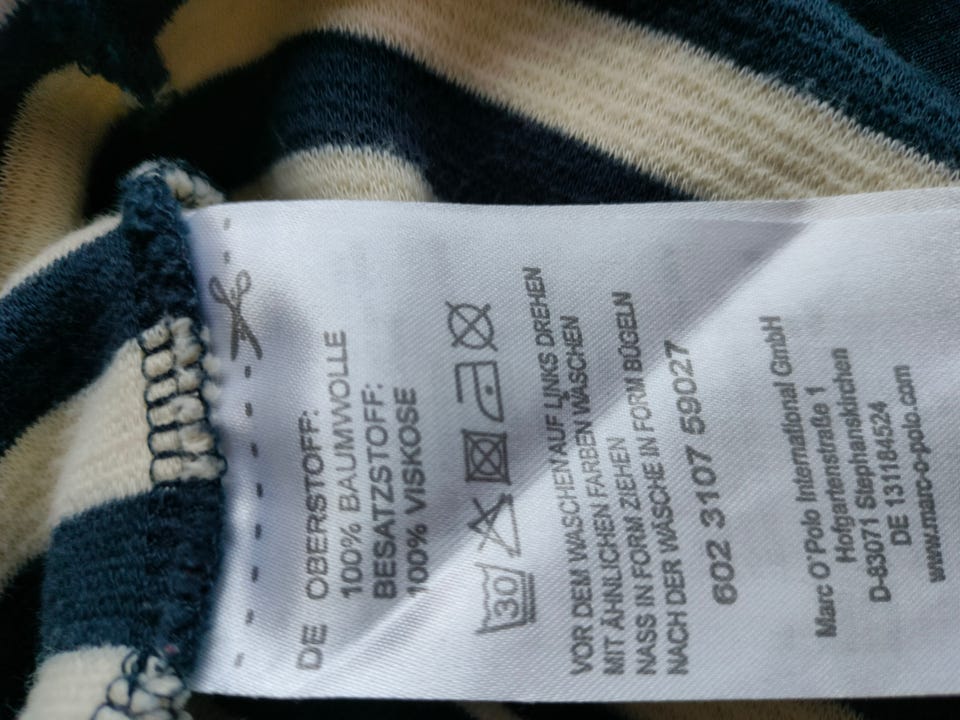 DE OBERSTOFF:
100% BAUMWOLLE
BESATZSTOFF:
100% VISKOSE
30
VOR DEM WASCHEN AUF LINKS DREHEN
MIT ÄHNLICHEN FARBEN WASCHEN
NASS IN FORM ZIEHEN
NACH DER WÄSCHE IN FORM BÜGELN
602 3107 59027
Marc O'Polo International GmbH
Hofgartenstraße 1
D-83071 Stephanskirchen
DE 131184524
www.marc-o-polo.com